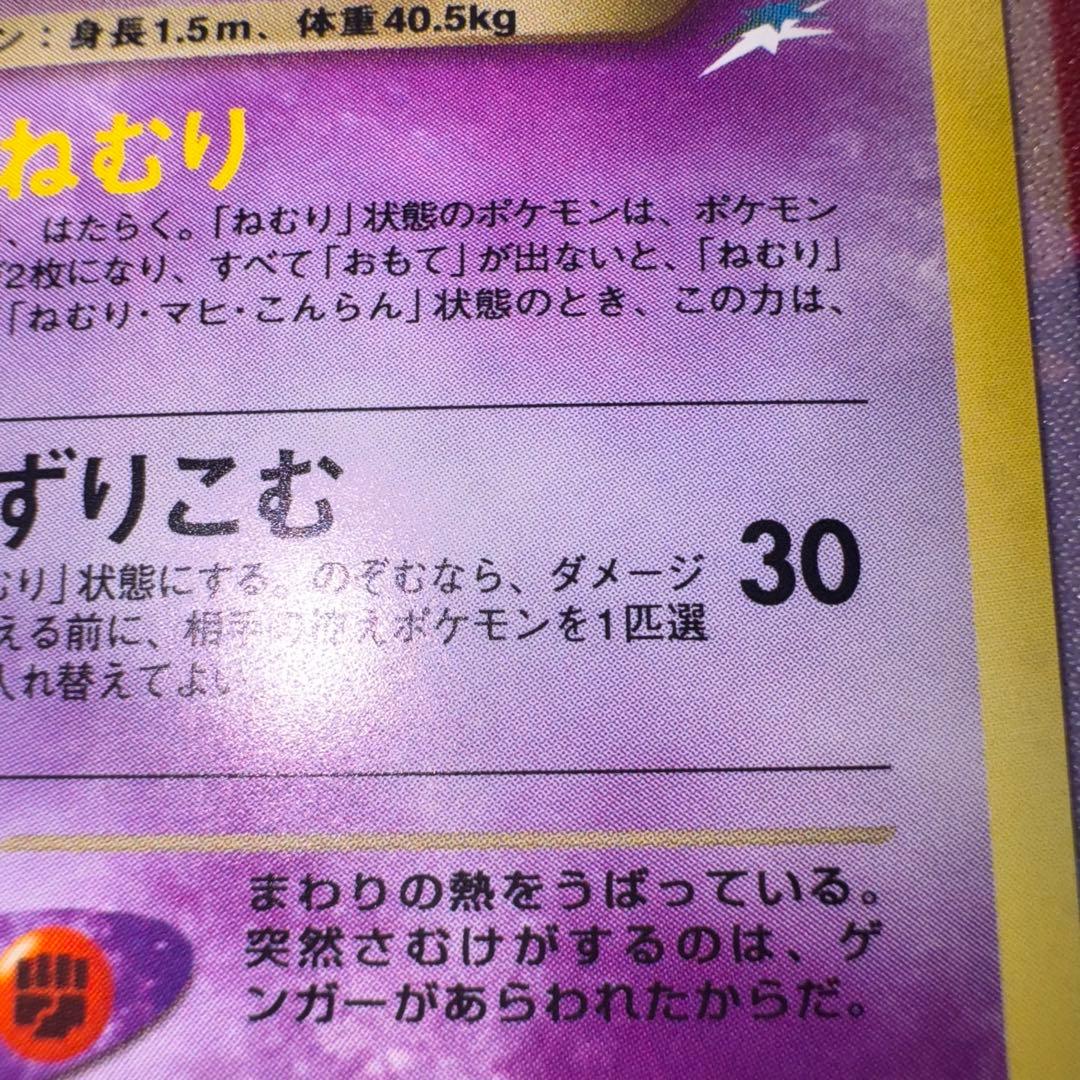 ン：身長1.5m、体重40.5kg
ねむり
、はたらく。「ねむり」状態のポケモンは、ポケモン
2枚になり、すべて「おもて」が出ないと、「ねむり」
「ねむり・マヒ・こんらん」状態のとき、この力は、
ずりこむ
30
むり」状態にする。のぞむなら、ダメージ
える前に、相手の控えポケモンを1匹選
入れ替えてよい
まわりの熱をうばっている。
突然さむけがするのは、ゲ
ンガーがあらわれたからだ。